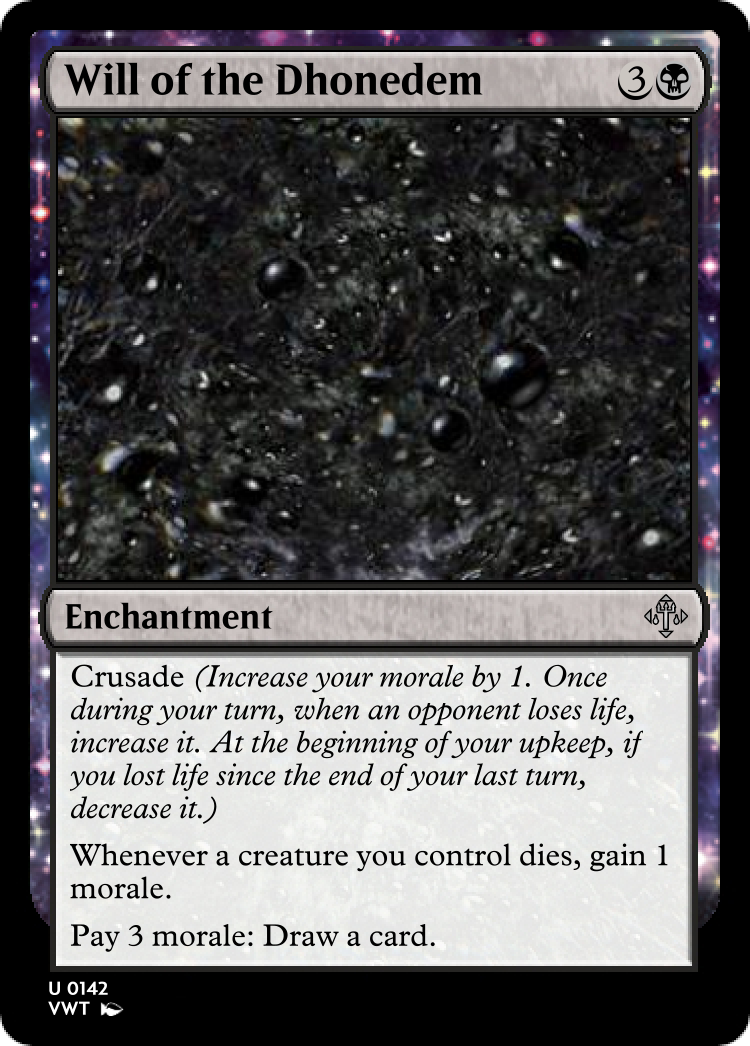 Will of the Dhonedem 3
Enchantment
Crusade (Increase your morale by 1. Once
during your turn, when an opponent loses life,
increase it. At the beginning of your upkeep, if
you lost life since the end of your last turn,
decrease it.)
Whenever a creature you control dies, gain 1
morale.
Pay 3 morale: Draw a card.
U 0142
VWT